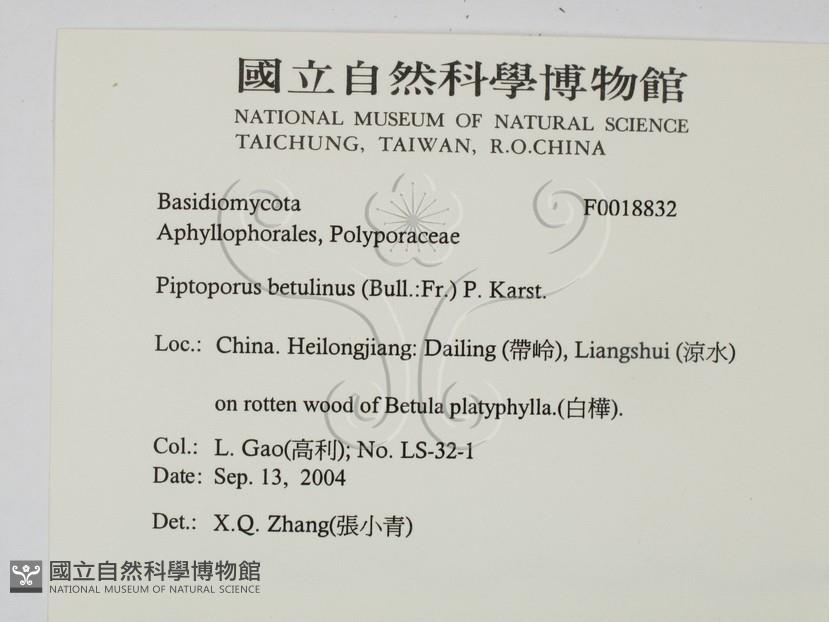 國立自然科學博物館
NATIONAL MUSEUM OF NATURAL SCIENCE
TAICHUNG, TAIWAN, R.O.CHINA
Basidiomycota F0018832
Aphyllophorales, Polyporaceae
Piptoporus betulinus (Bull.:Fr.) P. Karst.
Loc.: China. Heilongjiang: Dailing (帶岭), Liangshui (涼水)
on rotten wood of Betula platyphylla.(白樺).
Col.: L. Gao(高利); No. LS-32-1
Date: Sep. 13, 2004
Det.: X.Q. Zhang(張小青)
國立自然科學博物館
NATIONAL MUSEUM OF NATURAL SCIENCE